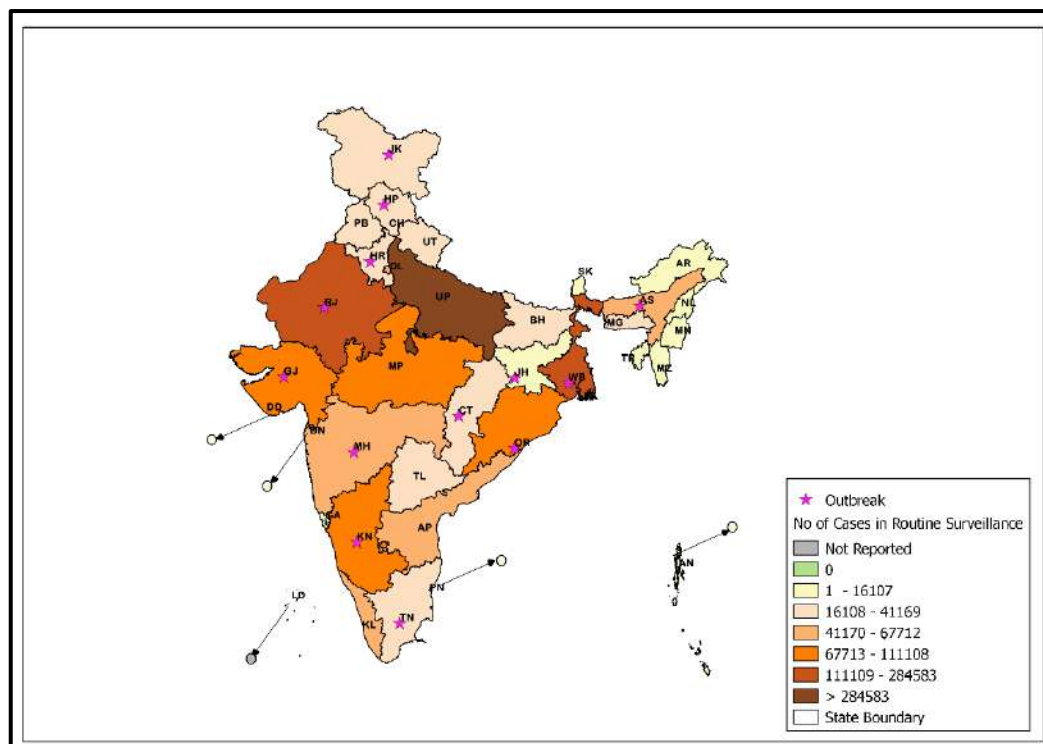 JK
HP
PB
CH
UT
HR
DL
RJ
UP
SK
AR
AS
NL
BH
MG
MN
TR
MZ
GJ
MP
JH
WB
DD
CT
DN
MH
OR
TL
GA
KN
AP
AN
PN
LD
KL
TN
Outbreak
No of Cases in Routine Surveillance
Not Reported
0
1 - 16107
16108 - 41169
41170 - 67712
67713 - 111108
111109 - 284583
> 284583
State Boundary